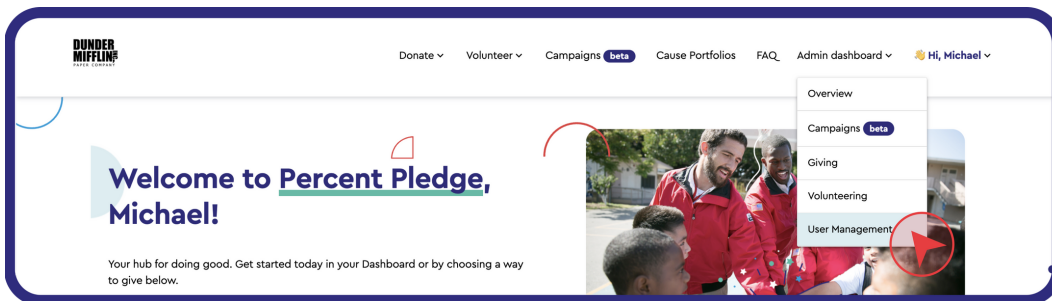 DUNDER
MIFFLIN, INC
PAPER COMPANY
Donate Volunteer Campaigns beta Cause Portfolios FAQ Admin dashboard 👋 Hi, Michael
Overview
Campaigns beta
Giving
Volunteering
User Management
Welcome to Percent Pledge,
Michael!
Your hub for doing good. Get started today in your Dashboard or by choosing a way
to give below.